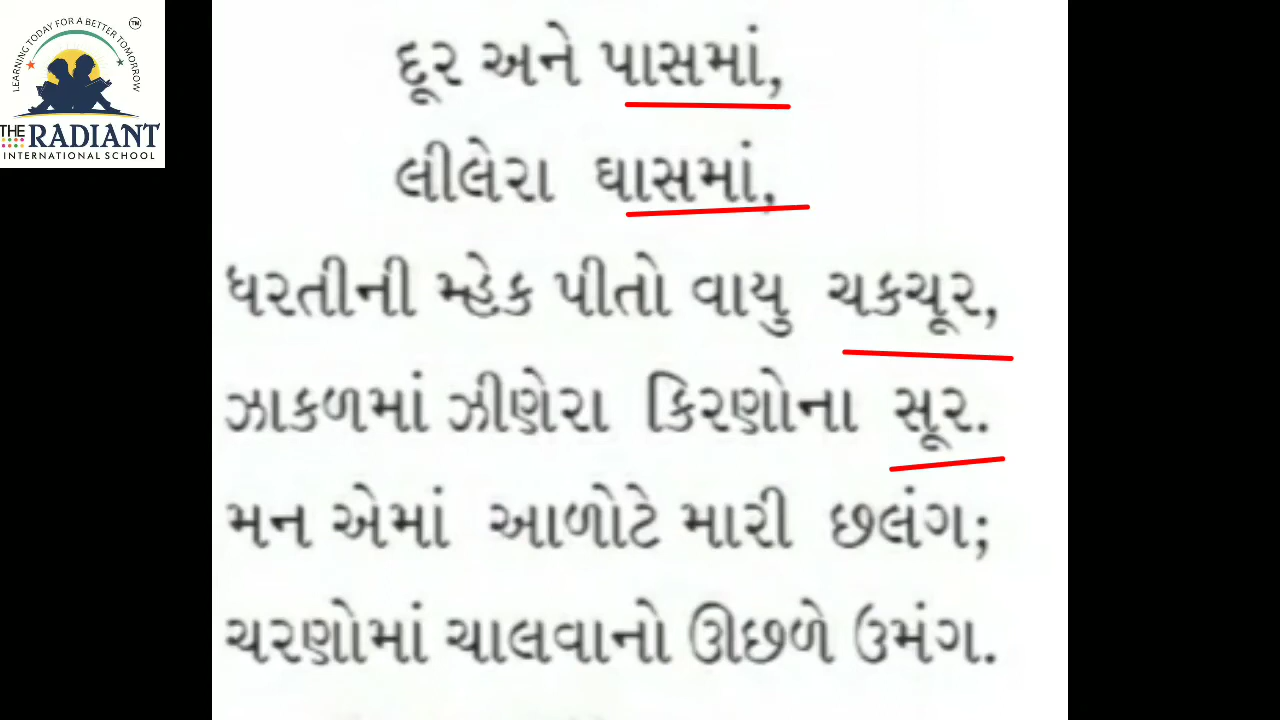 LEARNING TODAY FOR A BETTER TOMORROW
TM
THE RADIANT
INTERNATIONAL SCHOOL
દૂર અને પાસમાં,
લીલેરા ઘાસમાં,
ધરતીની મ્હેક પીતો વાયુ ચકચૂર,
ઝાકળમાં ઝીણેરા કિરણોના સૂર.
મન એમાં આળોટે મારી છલંગ;
ચરણોમાં ચાલવાનો ઊછળે ઉમંગ.